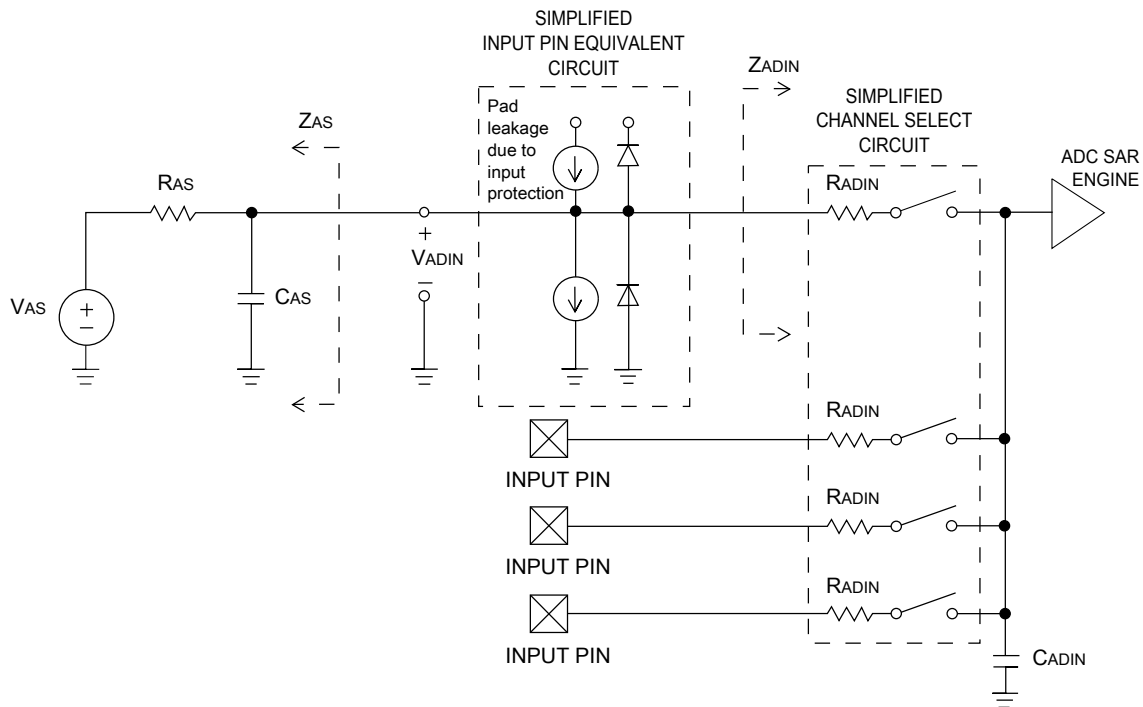 SIMPLIFIED
INPUT PIN EQUIVALENT
CIRCUIT
ZADIN
SIMPLIFIED
CHANNEL SELECT
CIRCUIT
ADC SAR
ENGINE
Pad
leakage
due to
input
protection
ZAS
RAS
RADIN
+
VADIN
−
VAS
+
−
CAS
RADIN
INPUT PIN
RADIN
INPUT PIN
RADIN
INPUT PIN
CADIN